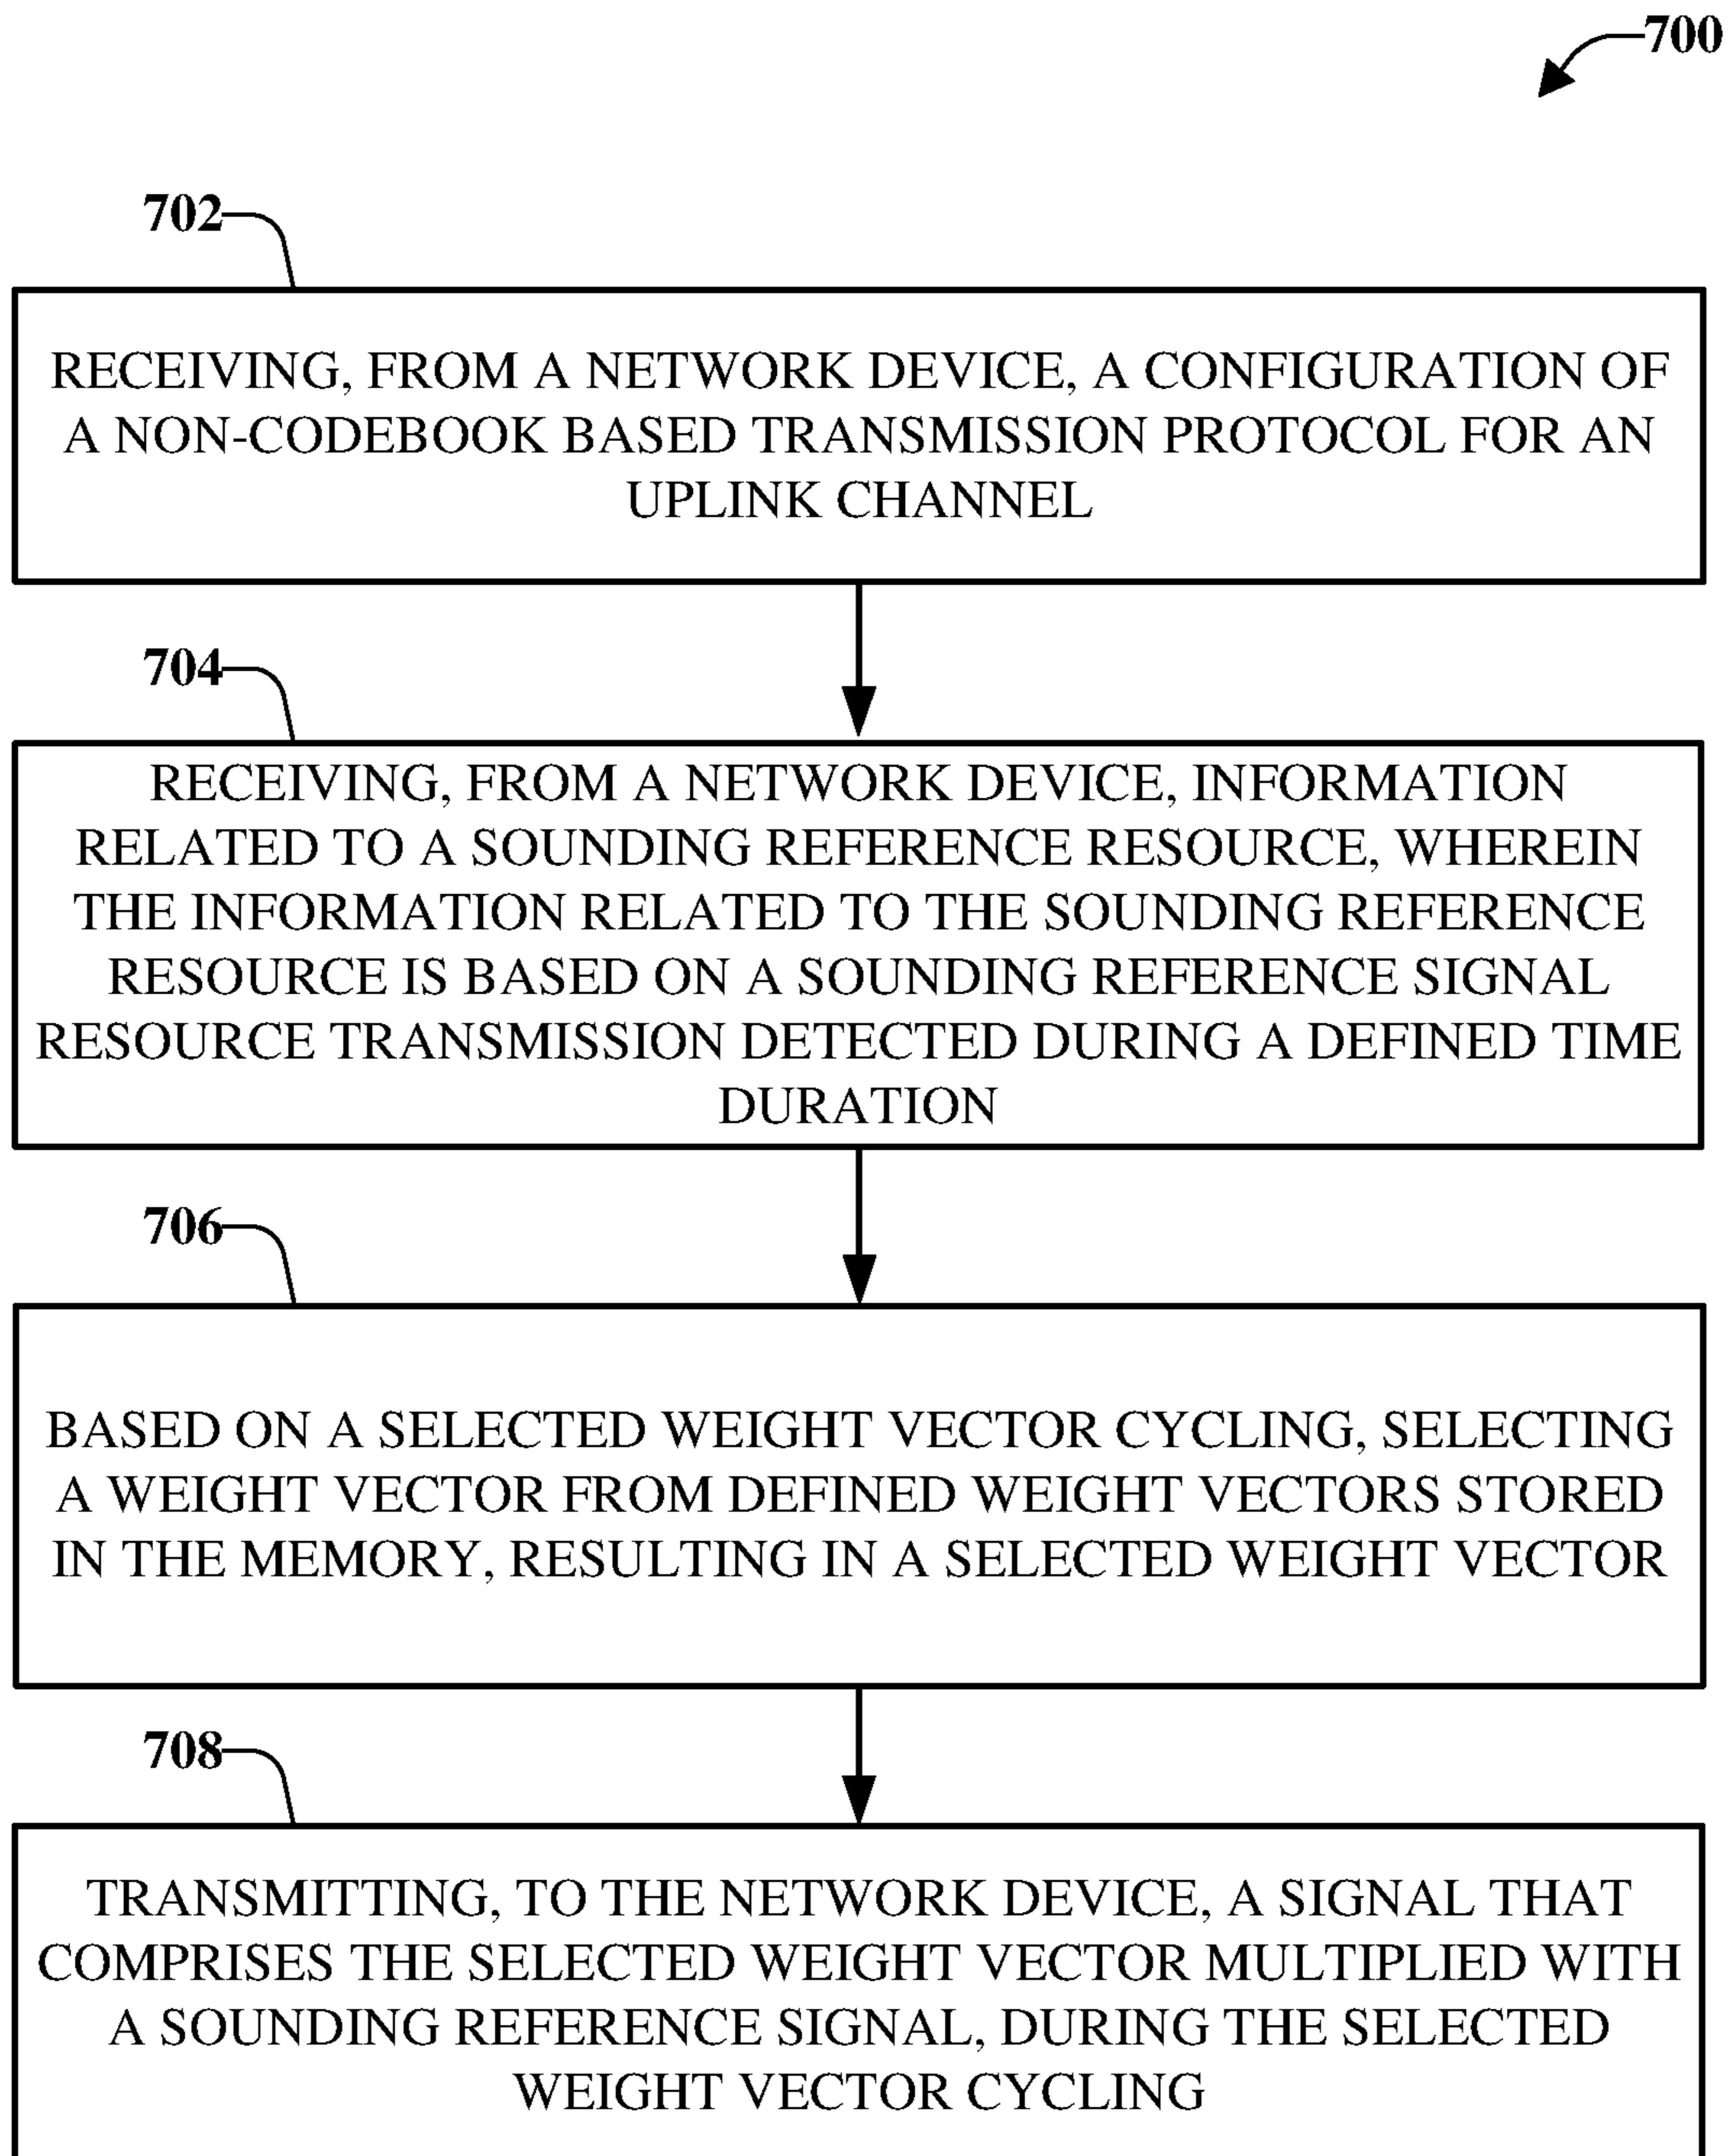 700
702
RECEIVING, FROM A NETWORK DEVICE, A CONFIGURATION OF
A NON-CODEBOOK BASED TRANSMISSION PROTOCOL FOR AN
UPLINK CHANNEL
704
RECEIVING, FROM A NETWORK DEVICE, INFORMATION
RELATED TO A SOUNDING REFERENCE RESOURCE, WHEREIN
THE INFORMATION RELATED TO THE SOUNDING REFERENCE
RESOURCE IS BASED ON A SOUNDING REFERENCE SIGNAL
RESOURCE TRANSMISSION DETECTED DURING A DEFINED TIME
DURATION
706
BASED ON A SELECTED WEIGHT VECTOR CYCLING, SELECTING
A WEIGHT VECTOR FROM DEFINED WEIGHT VECTORS STORED
IN THE MEMORY, RESULTING IN A SELECTED WEIGHT VECTOR
708
TRANSMITTING, TO THE NETWORK DEVICE, A SIGNAL THAT
COMPRISES THE SELECTED WEIGHT VECTOR MULTIPLIED WITH
A SOUNDING REFERENCE SIGNAL, DURING THE SELECTED
WEIGHT VECTOR CYCLING